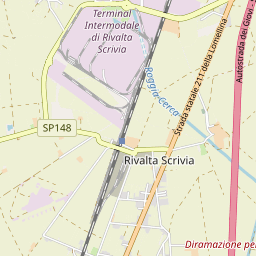 Terminal
Intermodale
di Rivalta
Scrivia
Roggia Cerca
Strada statale 211 della Lomellina
Autostrada dei Giovi -
SP148
Rivalta Scrivia
Diramazione pe